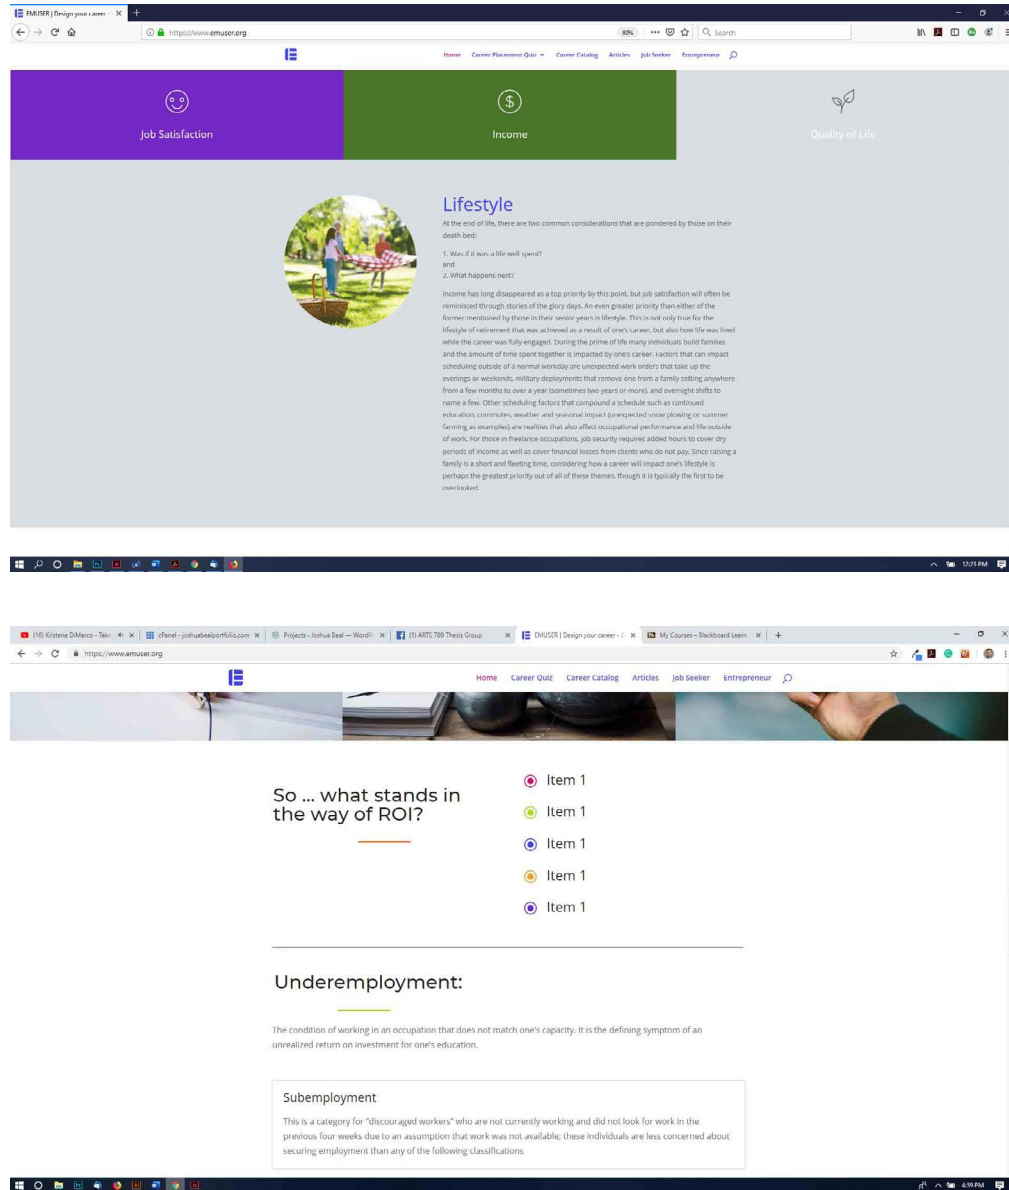 EMUSER | Design your career -
https://www.emuser.org
80%
Search
Home Career Placement Quiz Career Catalog Articles Job Seeker Entrepreneur
Job Satisfaction
Income
Quality of Life
Lifestyle
At the end of life, there are two common considerations that are pondered by those on their
death bed:
1. Was if it was a life well spent?
and
2. What happens next?
Income has long disappeared as a top priority by this point, but job satisfaction will often be
reminisced through stories of the glory days. An even greater priority than either of the
former mentioned by those in their senior years is lifestyle. This is not only true for the
lifestyle of retirement that was achieved as a result of one's career, but also how life was lived
while the career was fully engaged. During the prime of life many individuals build families
and the amount of time spent together is impacted by one's career. Factors that can impact
scheduling outside of a normal workday are unexpected work orders that take up the
evenings or weekends, military deployments that remove one from a family setting anywhere
from a few months to over a year (sometimes two years or more), and overnight shifts to
name a few. Other scheduling factors that compound a schedule such as continued
education, commutes, weather and seasonal impact (unexpected snow plowing or summer
farming as examples) are realities that also affect occupational performance and life outside
of work. For those in freelance occupations, job security requires added hours to cover dry
periods of income as well as cover financial losses from clients who do not pay. Since raising a
family is a short and fleeting time, considering how a career will impact one's lifestyle is
perhaps the greatest priority out of all of these themes, though it is typically the first to be
overlooked.
12:23 PM
(16) Kristene DiMarco - Take cPanel - joshuabealportfolio.com Projects ‹ Joshua Beal — WordPr (1) ARTS 789 Thesis Group EMUSER | Design your career - E My Courses – Blackboard Learn
https://www.emuser.org
Home Career Quiz Career Catalog Articles Job Seeker Entrepreneur
So ... what stands in
the way of ROI?
Item 1
Item 1
Item 1
Item 1
Item 1
Underemployment:
The condition of working in an occupation that does not match one's capacity. It is the defining symptom of an
unrealized return on investment for one's education.
Subemployment
This is a category for "discouraged workers" who are not currently working and did not look for work in the
previous four weeks due to an assumption that work was not available; these individuals are less concerned about
securing employment than any of the following classifications
4:39 PM